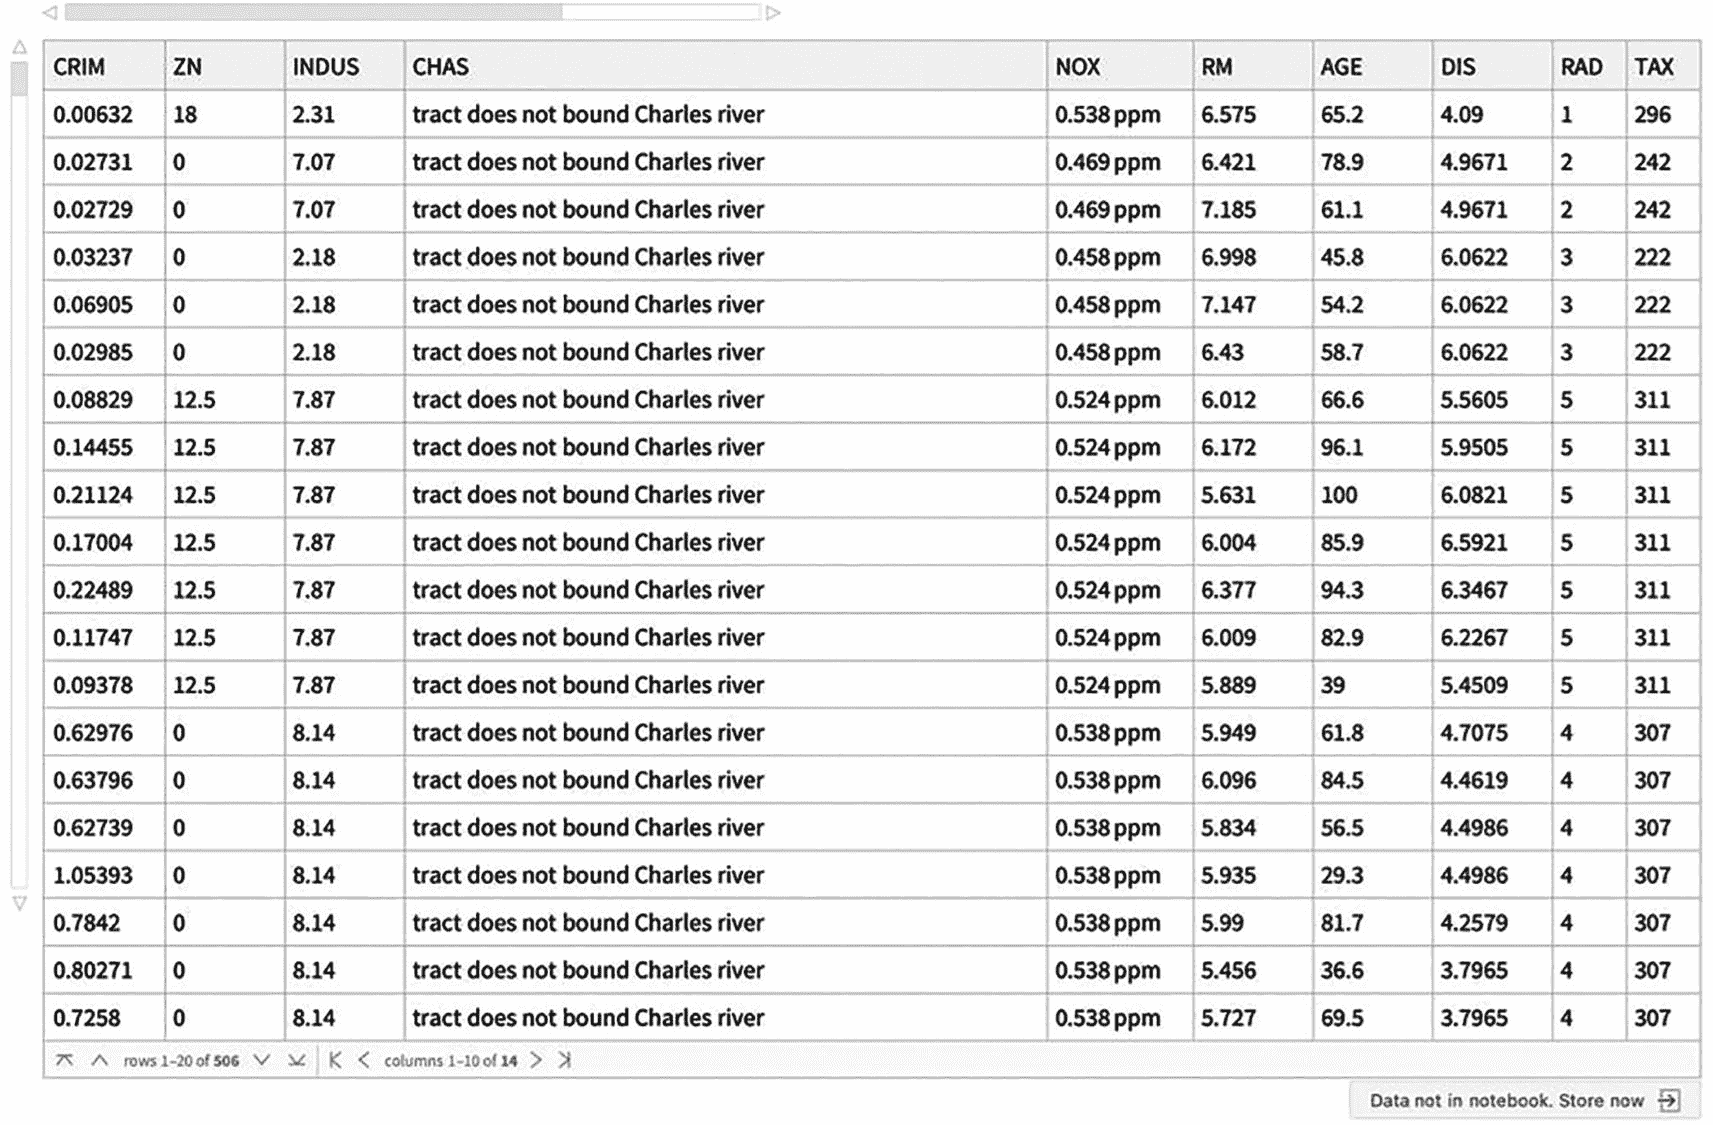 CRIM ZN INDUS CHAS NOX RM AGE DIS RAD TAX
0.00632 18 2.31 tract does not bound Charles river 0.538 ppm 6.575 65.2 4.09 1 296
0.02731 0 7.07 tract does not bound Charles river 0.469 ppm 6.421 78.9 4.9671 2 242
0.02729 0 7.07 tract does not bound Charles river 0.469 ppm 7.185 61.1 4.9671 2 242
0.03237 0 2.18 tract does not bound Charles river 0.458 ppm 6.998 45.8 6.0622 3 222
0.06905 0 2.18 tract does not bound Charles river 0.458 ppm 7.147 54.2 6.0622 3 222
0.02985 0 2.18 tract does not bound Charles river 0.458 ppm 6.43 58.7 6.0622 3 222
0.08829 12.5 7.87 tract does not bound Charles river 0.524 ppm 6.012 66.6 5.5605 5 311
0.14455 12.5 7.87 tract does not bound Charles river 0.524 ppm 6.172 96.1 5.9505 5 311
0.21124 12.5 7.87 tract does not bound Charles river 0.524 ppm 5.631 100 6.0821 5 311
0.17004 12.5 7.87 tract does not bound Charles river 0.524 ppm 6.004 85.9 6.5921 5 311
0.22489 12.5 7.87 tract does not bound Charles river 0.524 ppm 6.377 94.3 6.3467 5 311
0.11747 12.5 7.87 tract does not bound Charles river 0.524 ppm 6.009 82.9 6.2267 5 311
0.09378 12.5 7.87 tract does not bound Charles river 0.524 ppm 5.889 39 5.4509 5 311
0.62976 0 8.14 tract does not bound Charles river 0.538 ppm 5.949 61.8 4.7075 4 307
0.63796 0 8.14 tract does not bound Charles river 0.538 ppm 6.096 84.5 4.4619 4 307
0.62739 0 8.14 tract does not bound Charles river 0.538 ppm 5.834 56.5 4.4986 4 307
1.05393 0 8.14 tract does not bound Charles river 0.538 ppm 5.935 29.3 4.4986 4 307
0.7842 0 8.14 tract does not bound Charles river 0.538 ppm 5.99 81.7 4.2579 4 307
0.80271 0 8.14 tract does not bound Charles river 0.538 ppm 5.456 36.6 3.7965 4 307
0.7258 0 8.14 tract does not bound Charles river 0.538 ppm 5.727 69.5 3.7965 4 307
rows 1–20 of 506 columns 1–10 of 14
Data not in notebook. Store now